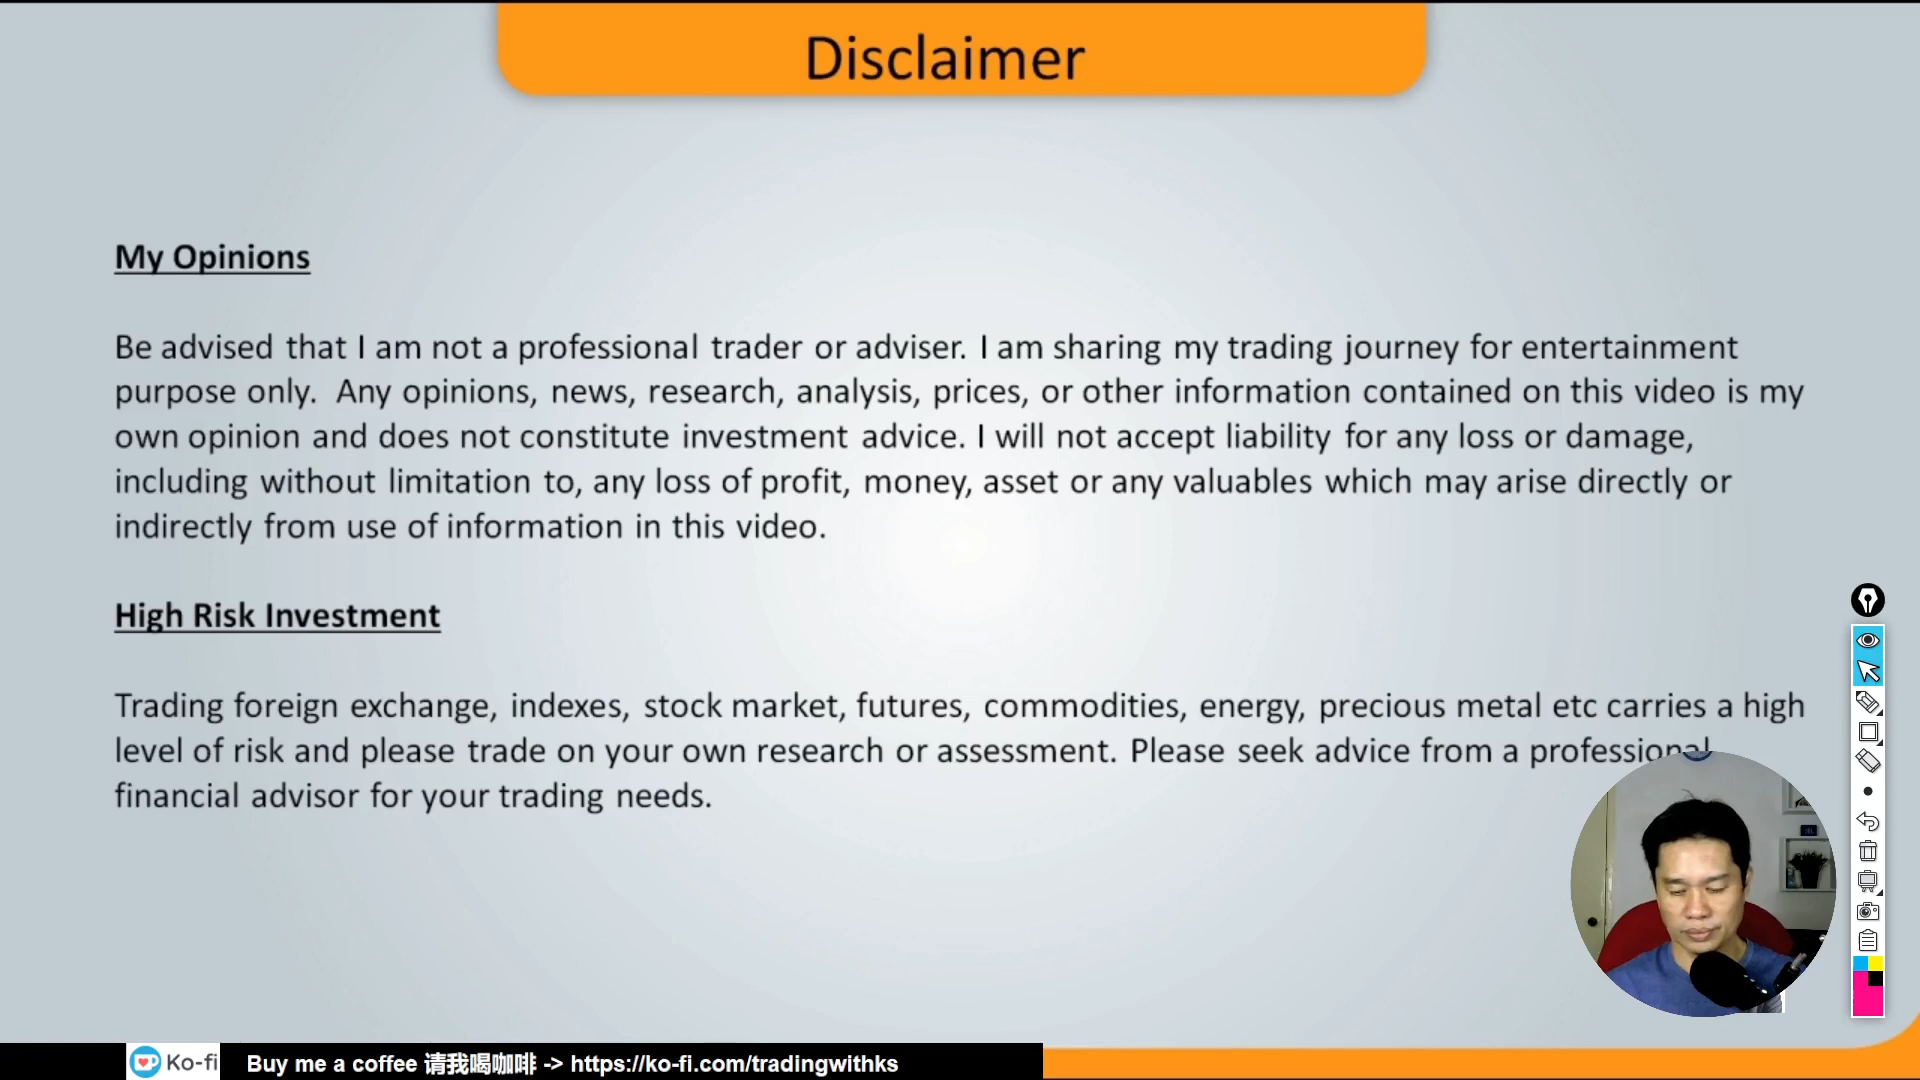 Disclaimer
My Opinions
Be advised that I am not a professional trader or adviser. I am sharing my trading journey for entertainment
purpose only. Any opinions, news, research, analysis, prices, or other information contained on this video is my
own opinion and does not constitute investment advice. I will not accept liability for any loss or damage,
including without limitation to, any loss of profit, money, asset or any valuables which may arise directly or
indirectly from use of information in this video.
High Risk Investment
Trading foreign exchange, indexes, stock market, futures, commodities, energy, precious metal etc carries a high
level of risk and please trade on your own research or assessment. Please seek advice from a professional
financial advisor for your trading needs.
Ko-fi Buy me a coffee 请我喝咖啡 -> https://ko-fi.com/tradingwithks